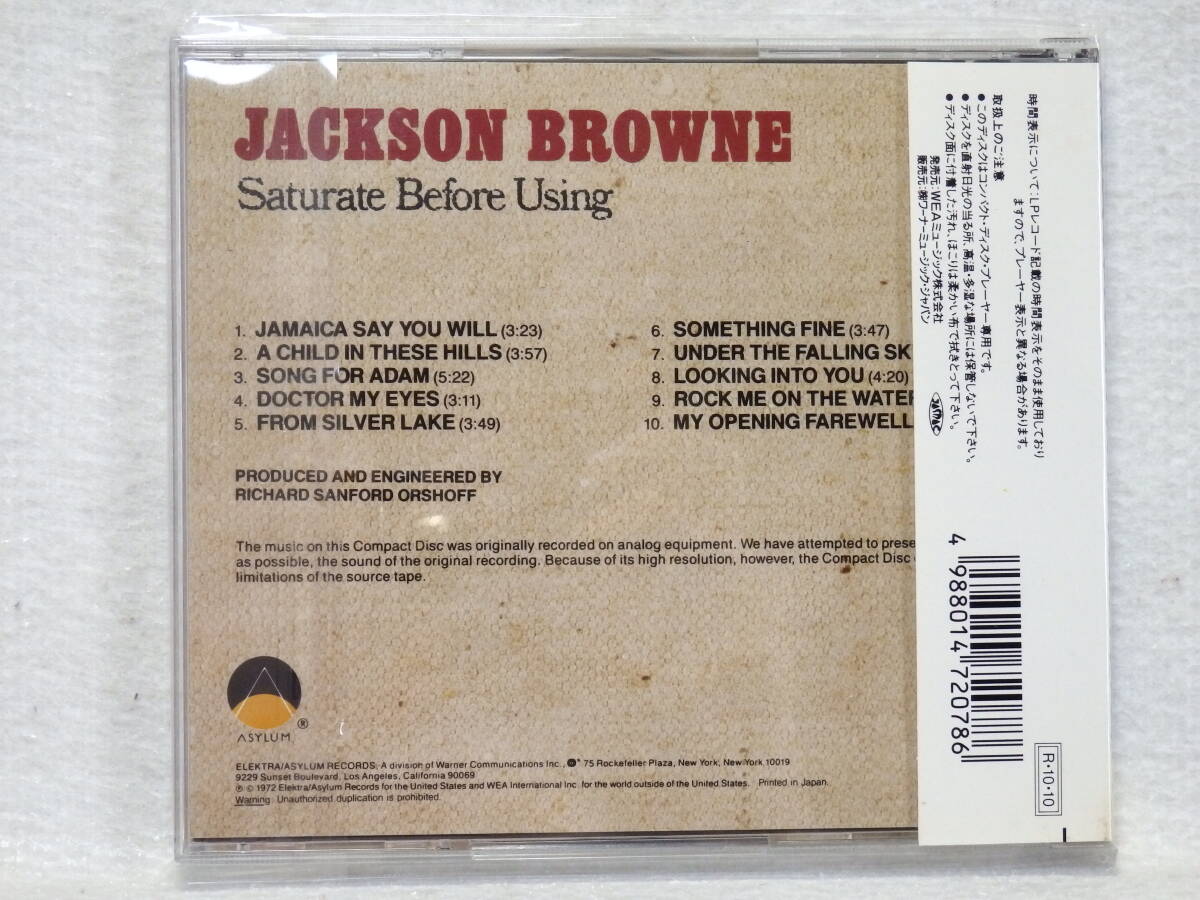 JACKSON BROWNE
Saturate Before Using
1. JAMAICA SAY YOU WILL (3:23)
2. A CHILD IN THESE HILLS (3:57)
3. SONG FOR ADAM (5:22)
4. DOCTOR MY EYES (3:11)
5. FROM SILVER LAKE (3:49)
6. SOMETHING FINE (3:47)
7. UNDER THE FALLING SK
8. LOOKING INTO YOU (4:20)
9. ROCK ME ON THE WATER
10. MY OPENING FAREWELL
PRODUCED AND ENGINEERED BY
RICHARD SANFORD ORSHOFF
The music on this Compact Disc was originally recorded on analog equipment. We have attempted to prese
as possible, the sound of the original recording. Because of its high resolution, however, the Compact Disc
limitations of the source tape.
ASYLUM
®
ELEKTRA/ASYLUM RECORDS, A division of Warner Communications Inc., 75 Rockefeller Plaza, New York, New York 10019
9229 Sunset Boulevard, Los Angeles, California 90069
℗ © 1972 Elektra/Asylum Records for the United States and WEA International Inc. for the world outside of the United States. Printed in Japan.
Warning: Unauthorized duplication is prohibited.
時間表示について:LPレコード記載の時間表示をそのまま使用しており
ますので、プレーヤー表示と異なる場合があります。
取扱上のご注意
●このディスクはコンパクト・ディスク・プレーヤー専用です。
●ディスクを直射日光の当る所、高温・多湿な場所には保管しないで下さい。
●ディスク面に付着した汚れ、ほこりは柔かい布で拭きとって下さい。
発売元:WEAミュージック株式会社
販売元:㈱ワーナーミュージック・ジャパン
4 988014 720786
R・10・10